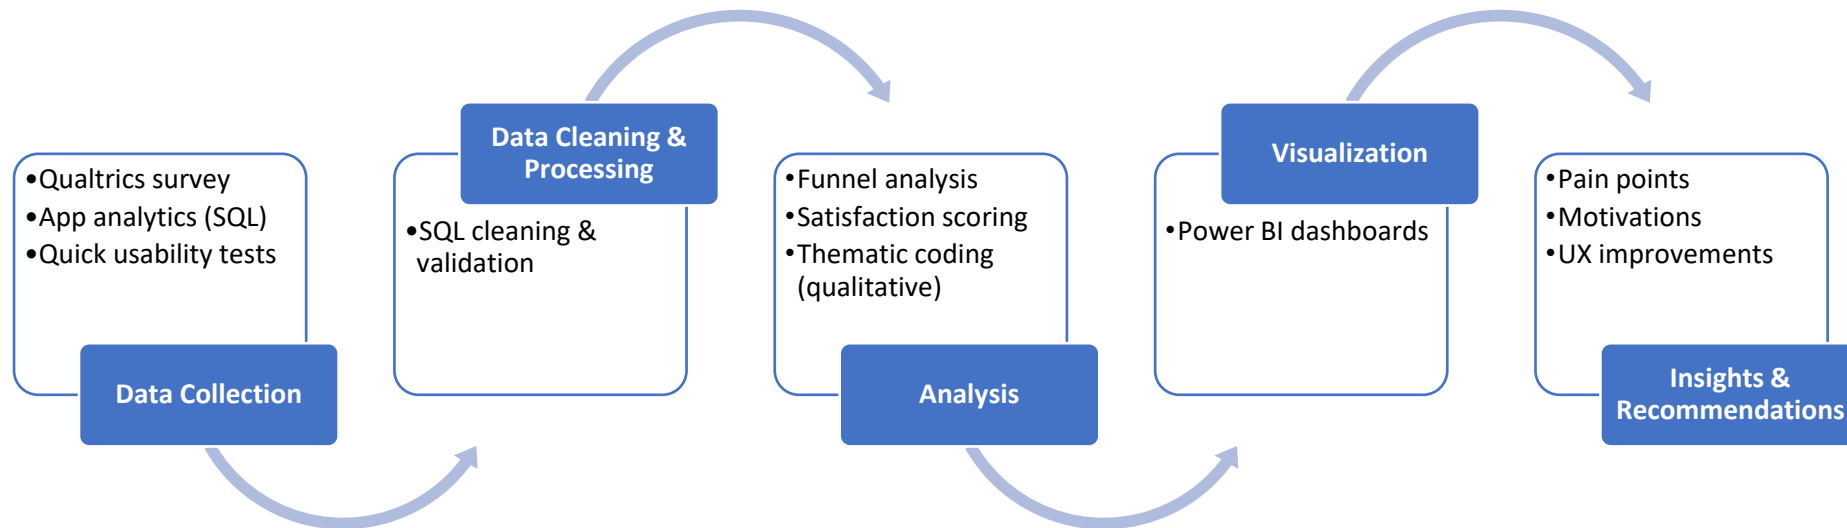 •Qualtrics survey
•App analytics (SQL)
•Quick usability tests
Data Collection
Data Cleaning &
Processing
•SQL cleaning &
validation
•Funnel analysis
•Satisfaction scoring
•Thematic coding
(qualitative)
Analysis
Visualization
•Power BI dashboards
•Pain points
•Motivations
•UX improvements
Insights &
Recommendations